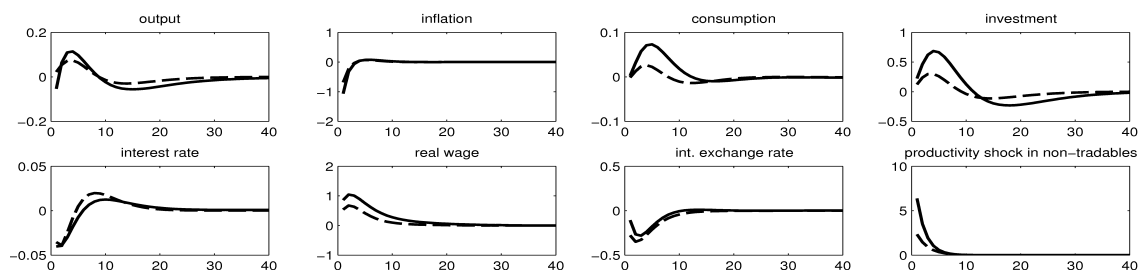 output
inflation
consumption
investment
0.2
0
−0.2
0 10 20 30 40
1
0
−1
−2
0 10 20 30 40
0.1
0
−0.1
0 10 20 30 40
1
0.5
0
−0.5
0 10 20 30 40
interest rate
real wage
int. exchange rate
productivity shock in non−tradables
0.05
0
−0.05
0 10 20 30 40
2
1
0
−1
0 10 20 30 40
0.5
0
−0.5
0 10 20 30 40
10
5
0
0 10 20 30 40